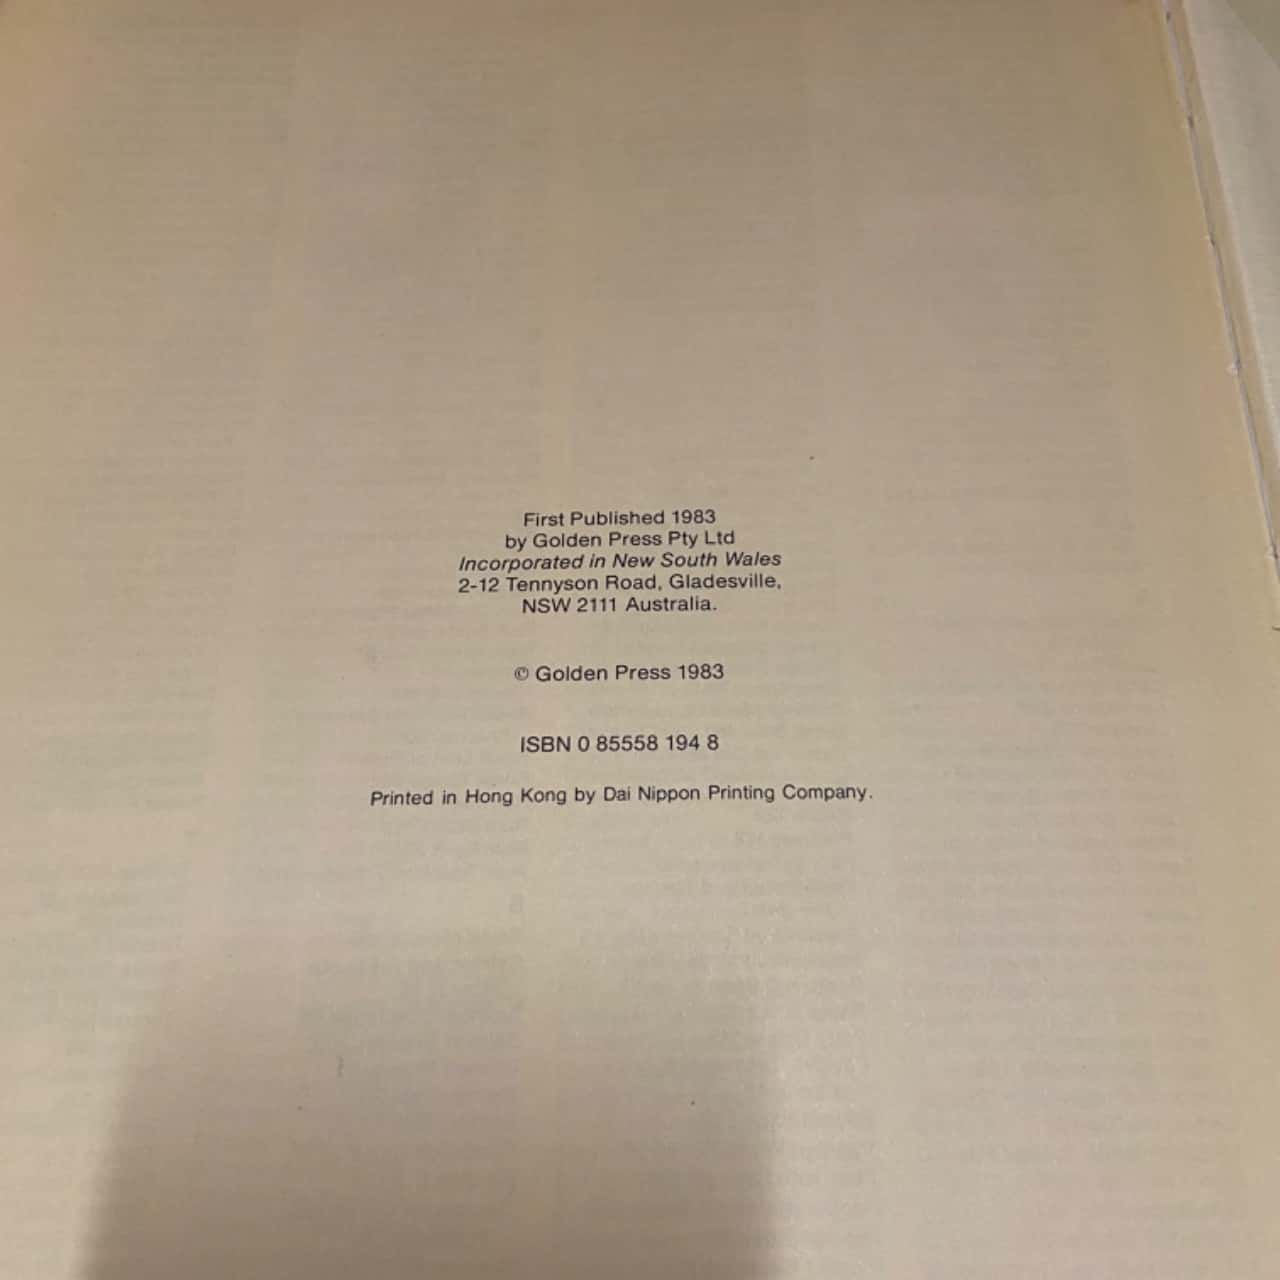 First Published 1983
by Golden Press Pty Ltd
Incorporated in New South Wales
2-12 Tennyson Road, Gladesville,
NSW 2111 Australia.
© Golden Press 1983
ISBN 0 85558 194 8
Printed in Hong Kong by Dai Nippon Printing Company.